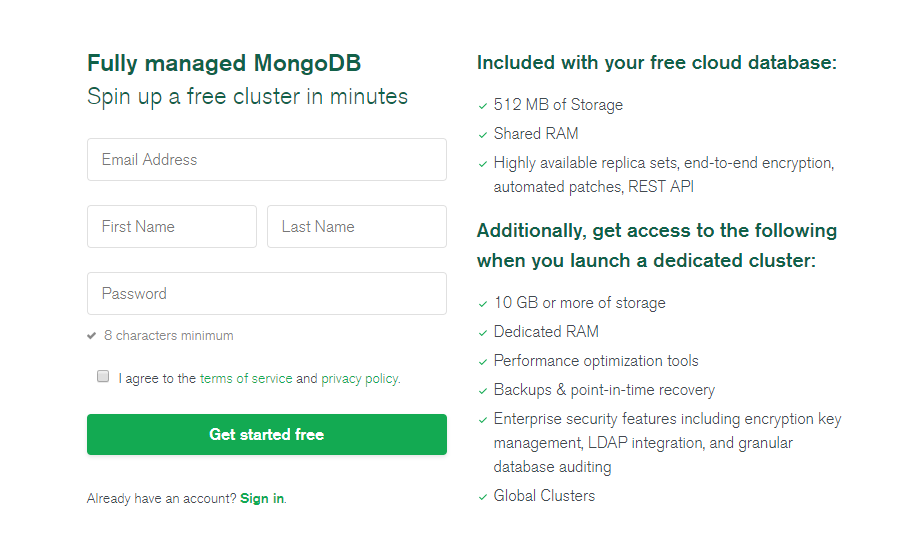 Fully managed MongoDB
Spin up a free cluster in minutes
Email Address
First Name
Last Name
Password
8 characters minimum
I agree to the terms of service and privacy policy.
Get started free
Already have an account? Sign in.
Included with your free cloud database:
512 MB of Storage
Shared RAM
Highly available replica sets, end-to-end encryption,
automated patches, REST API
Additionally, get access to the following
when you launch a dedicated cluster:
10 GB or more of storage
Dedicated RAM
Performance optimization tools
Backups & point-in-time recovery
Enterprise security features including encryption key
management, LDAP integration, and granular
database auditing
Global Clusters